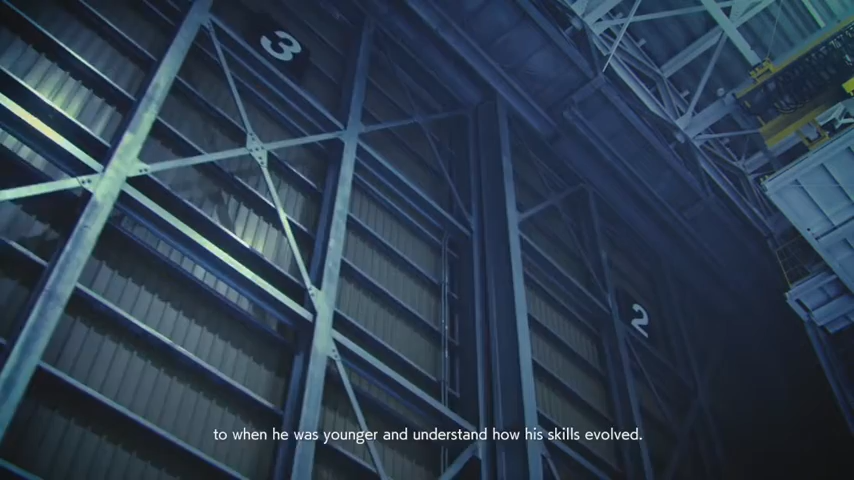 3
2
to when he was younger and understand how his skills evolved.